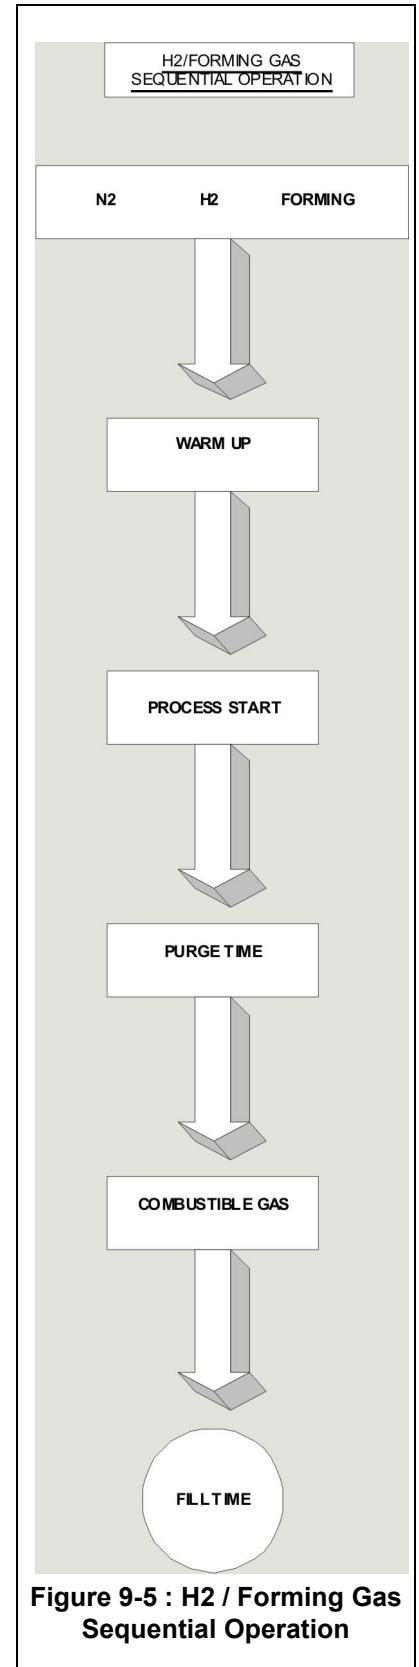 H2/FORMING GAS
SEQUENTIAL OPERATION
N2 H2 FORMING
WARM UP
PROCESS START
PURGE TIME
COMBUSTIBLE GAS
FILL TIME
Figure 9-5 : H2 / Forming Gas
Sequential Operation